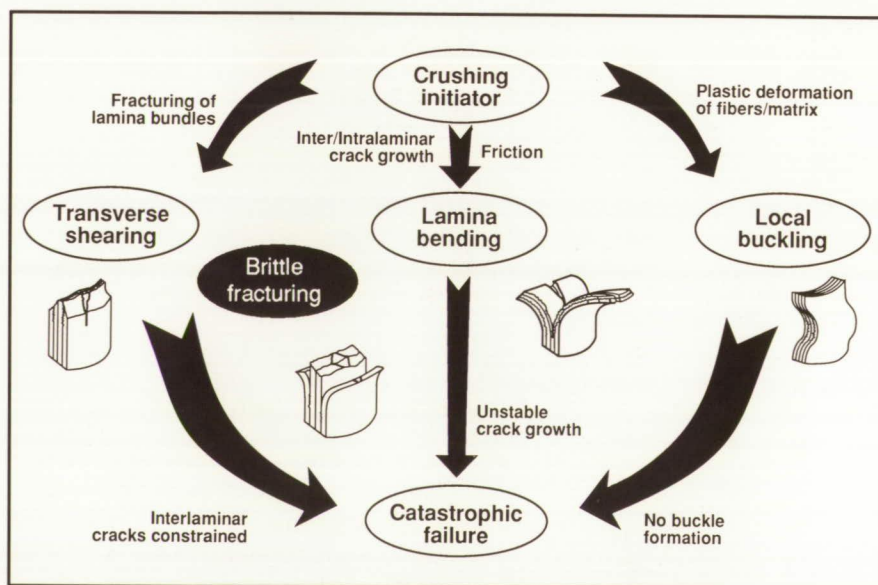 Crushing
initiator
Fracturing of
lamina bundles
Inter/Intralaminar
crack growth
Friction
Plastic deformation
of fibers/matrix
Transverse
shearing
Brittle
fracturing
Lamina
bending
Local
buckling
Unstable
crack growth
Interlaminar
cracks constrained
Catastrophic
failure
No buckle
formation